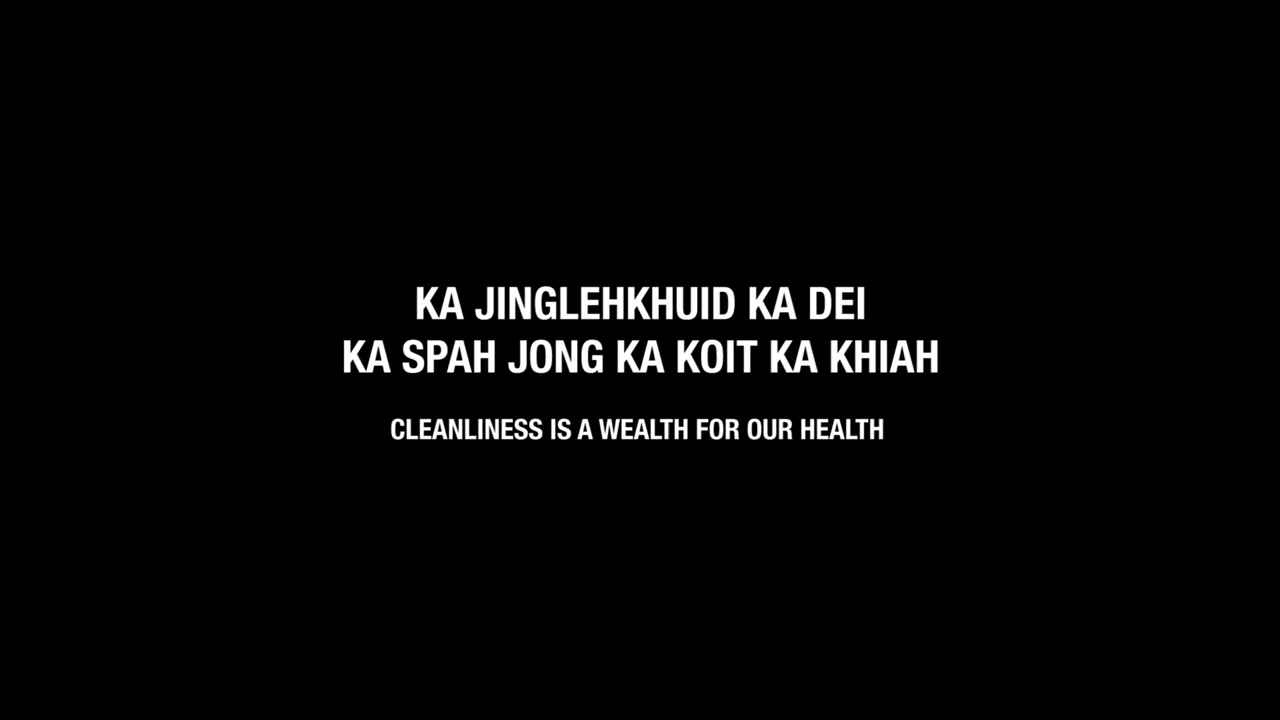 KA JINGLEHKHUID KA DEI
KA SPAH JONG KA KOIT KA KHIAH
CLEANLINESS IS A WEALTH FOR OUR HEALTH